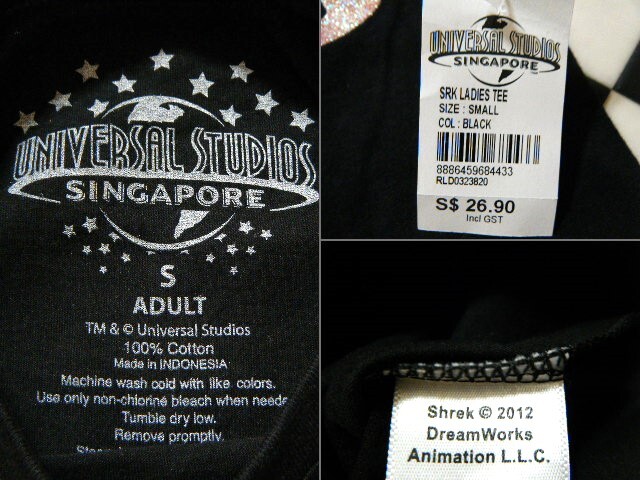 UNIVERSAL STUDIOS
SINGAPORE
S
ADULT
TM & © Universal Studios
100% Cotton
Made in INDONESIA
Machine wash cold with like colors.
Use only non-chlorine bleach when neede
Tumble dry low.
Remove promptly.
UNIVERSAL STUDIOS
SINGAPORE
SRK LADIES TEE
SIZE : SMALL
COL : BLACK
8886459684433
RLD0323820
S$ 26.90
Incl GST
Shrek © 2012
DreamWorks
Animation L.L.C.